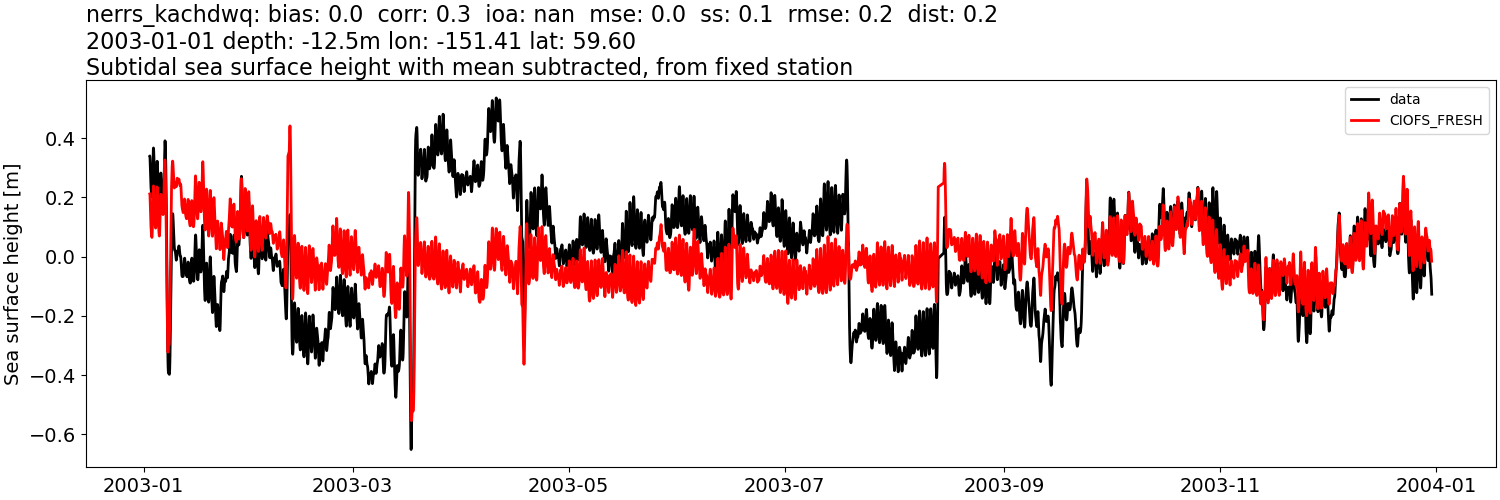 nerrs_kachdwq: bias: 0.0  corr: 0.3  ioa: nan  mse: 0.0  ss: 0.1  rmse: 0.2  dist: 0.2
2003-01-01 depth: -12.5m lon: -151.41 lat: 59.60
Subtidal sea surface height with mean subtracted, from fixed station
data
CIOFS_FRESH
Sea surface height [m]
0.4
0.2
0.0
−0.2
−0.4
−0.6
2003-01
2003-03
2003-05
2003-07
2003-09
2003-11
2004-01